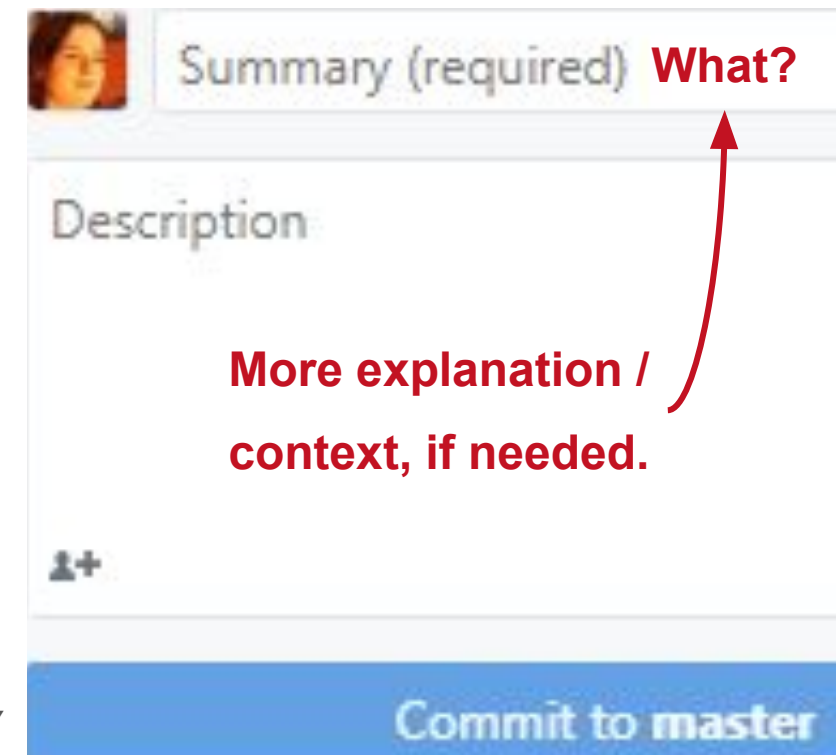 Summary (required) What?
Description
More explanation /
context, if needed.
Commit to master